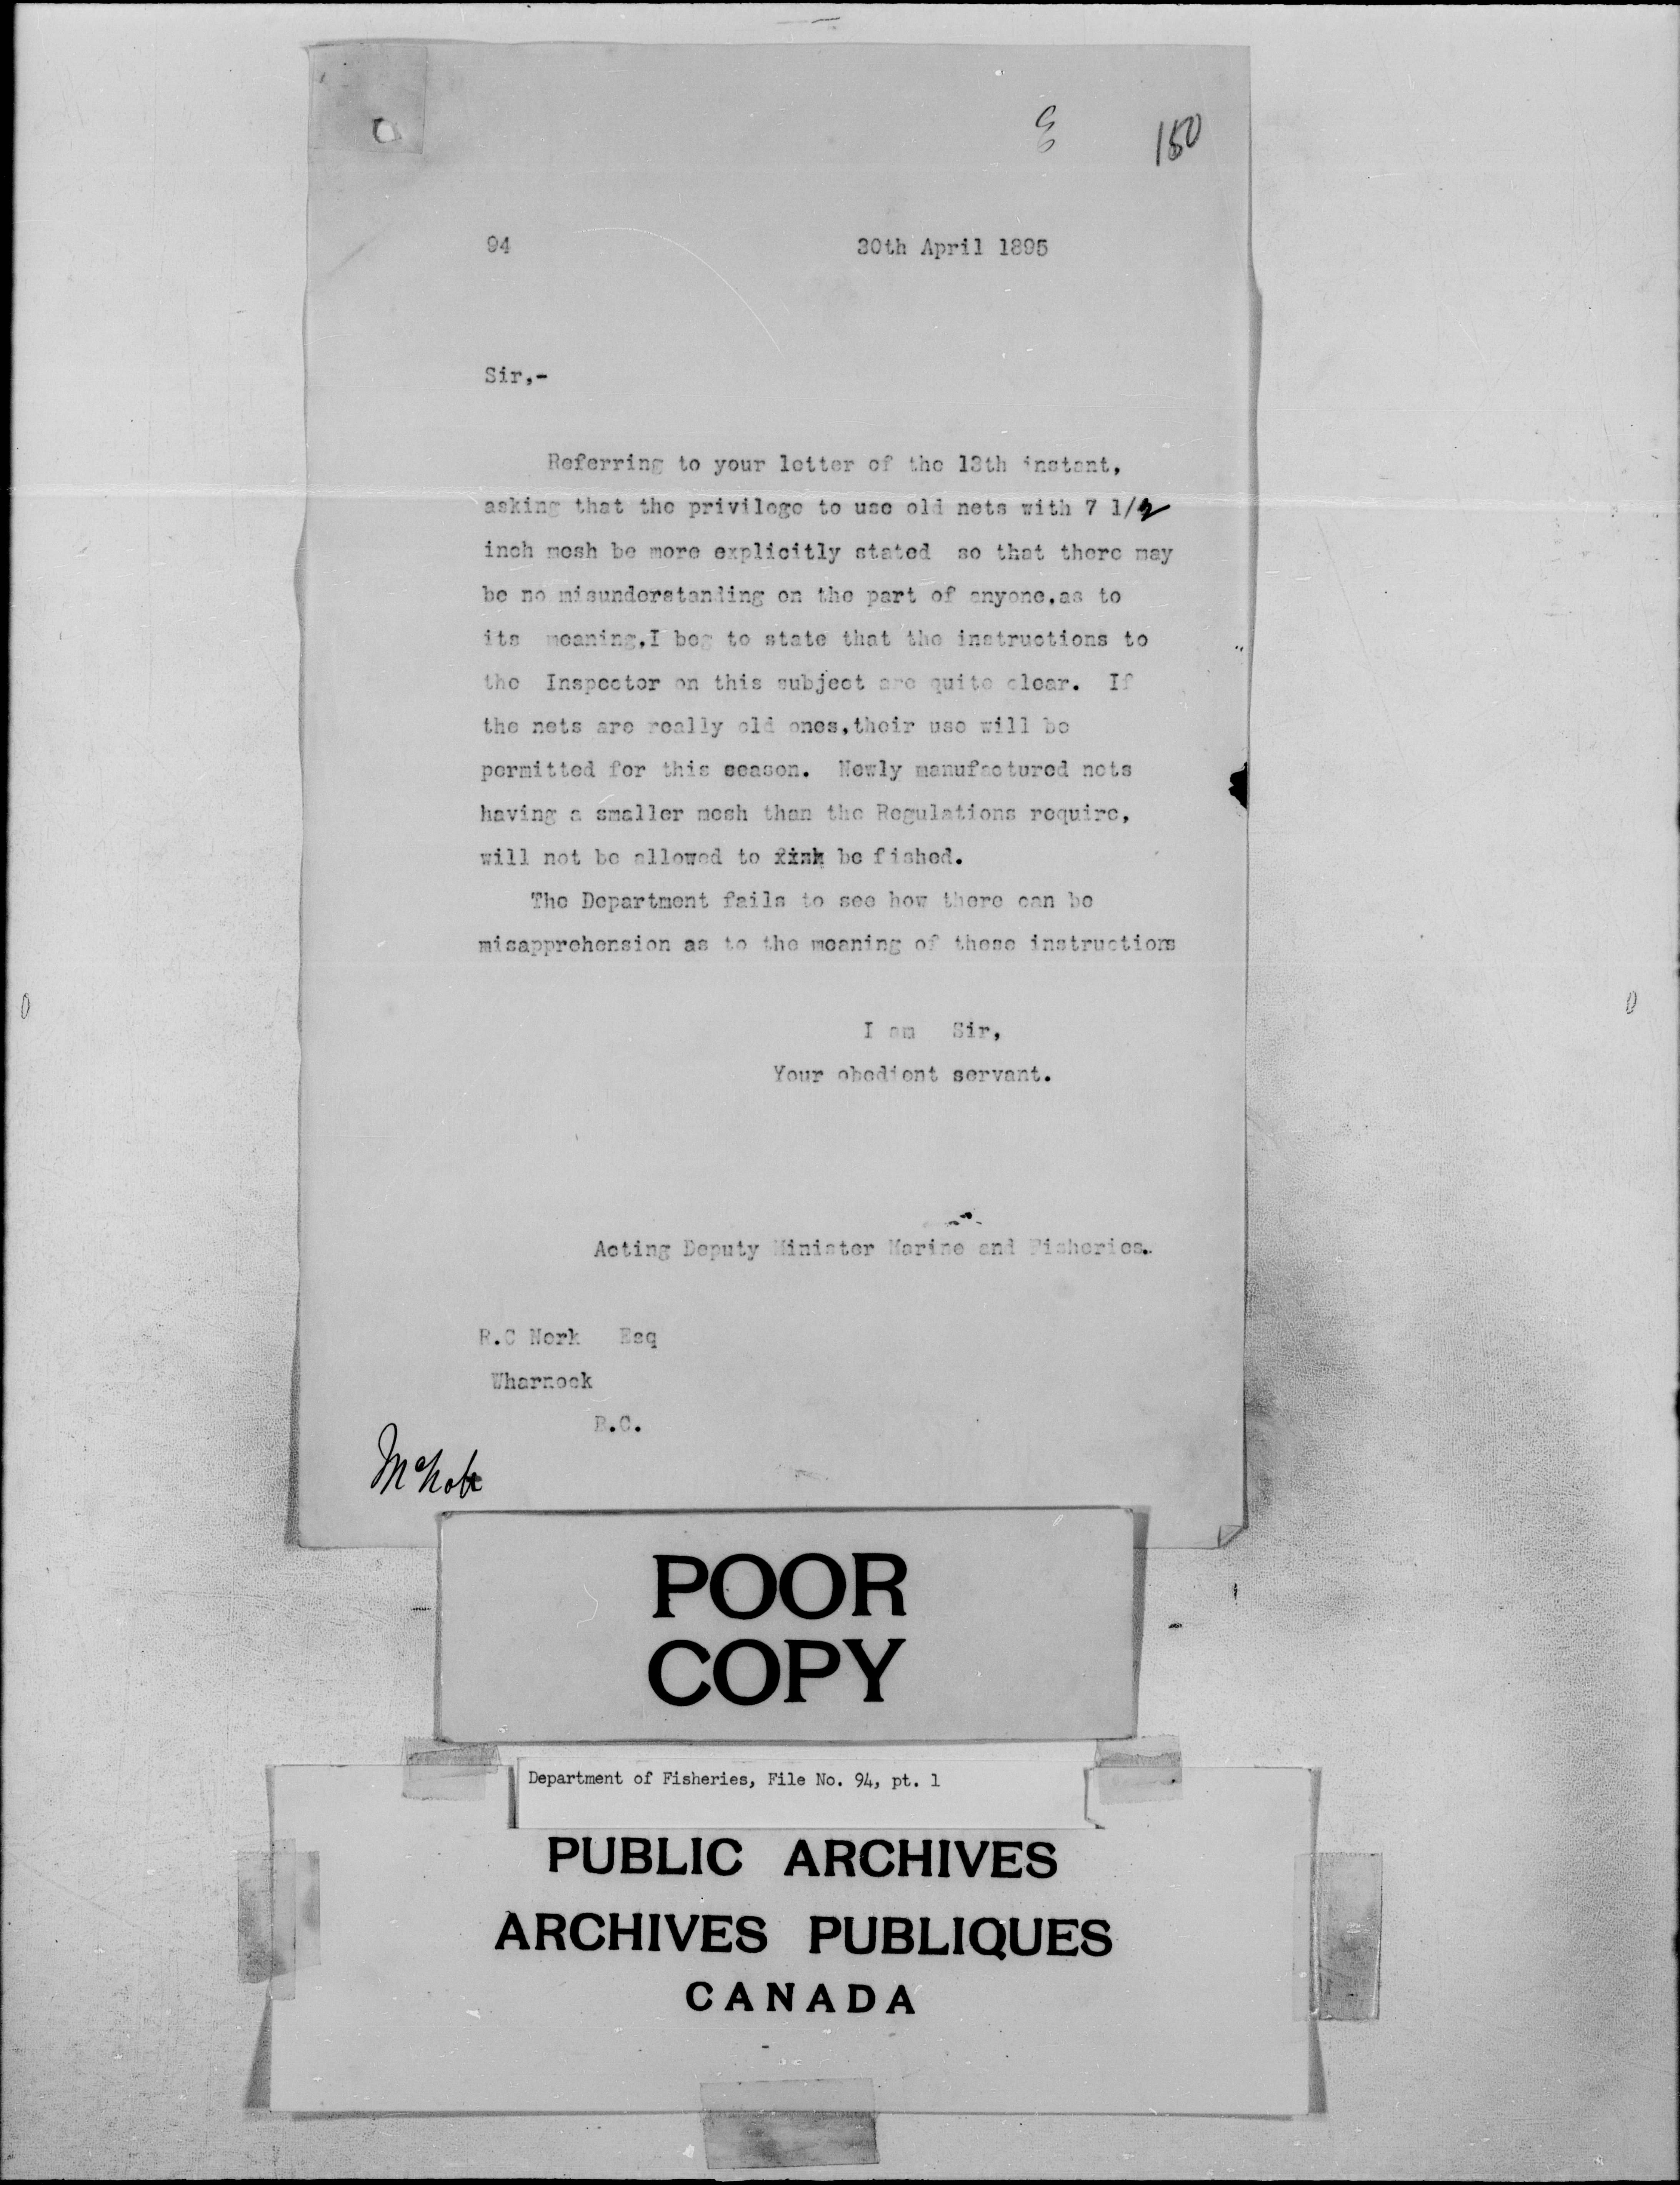 150
94 30th April 1895
Sir,-
Referring to your letter of the 13th instant,
asking that the privilege to use old nets with 7 1/2
inch mesh be more explicitly stated so that there may
be no misunderstanding on the part of anyone,as to
its meaning,I beg to state that the instructions to
the Inspector on this subject are quite clear. If
the nets are really old ones,their use will be
permitted for this season. Newly manufactured nets
having a smaller mesh than the Regulations require,
will not be allowed to be fished.
The Department fails to see how there can be
misapprehension as to the meaning of these instructions
I am Sir,
Your obedient servant.
Acting Deputy Minister Marine and Fisheries.
R.C Esq
Wharnock
B.C.
POOR
COPY
Department of Fisheries, File No. 94, pt. 1
PUBLIC ARCHIVES
ARCHIVES PUBLIQUES
CANADA